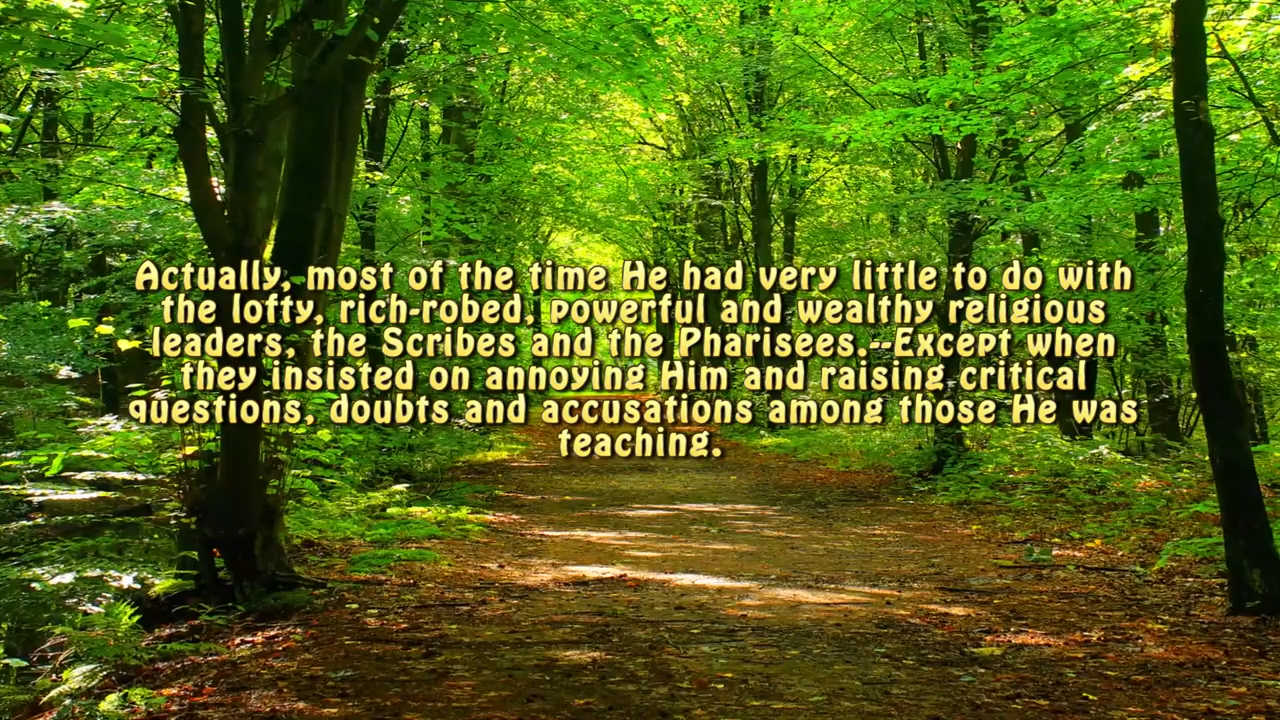 Actually, most of the time He had very little to do with
the lofty, rich-robed, powerful and wealthy religious
leaders, the Scribes and the Pharisees.--Except when
they insisted on annoying Him and raising critical
questions, doubts and accusations among those He was
teaching.